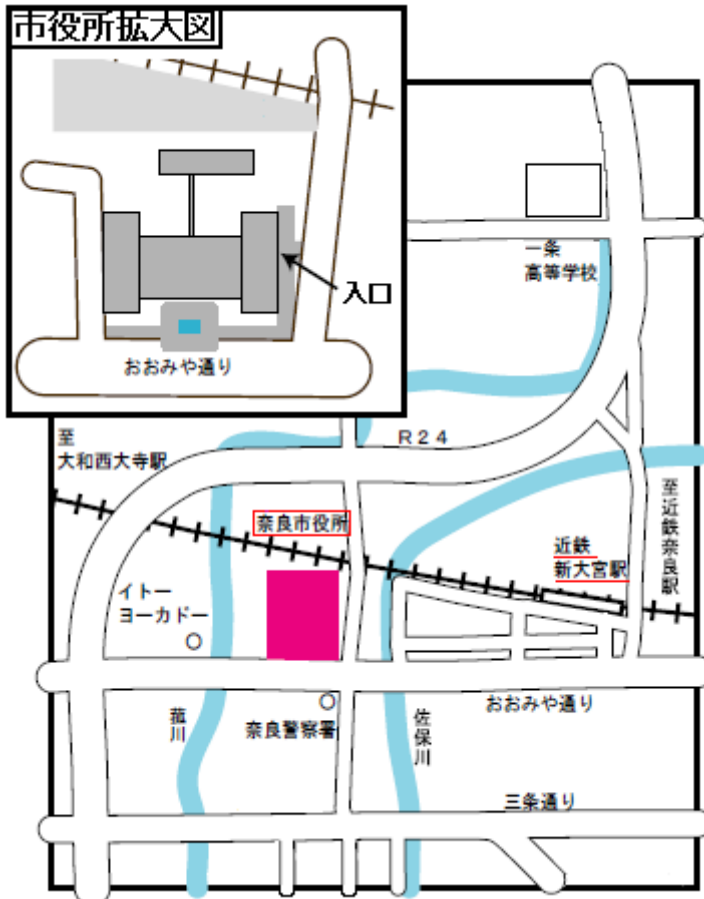 市役所拡大図
入口
おおみや通り
一条
高等学校
至
大和西大寺駅
R24
奈良市役所
近鉄
新大宮駅
至近鉄奈良駅
イトー
ヨーカドー
おおみや通り
菰川
奈良警察署
佐保川
三条通り